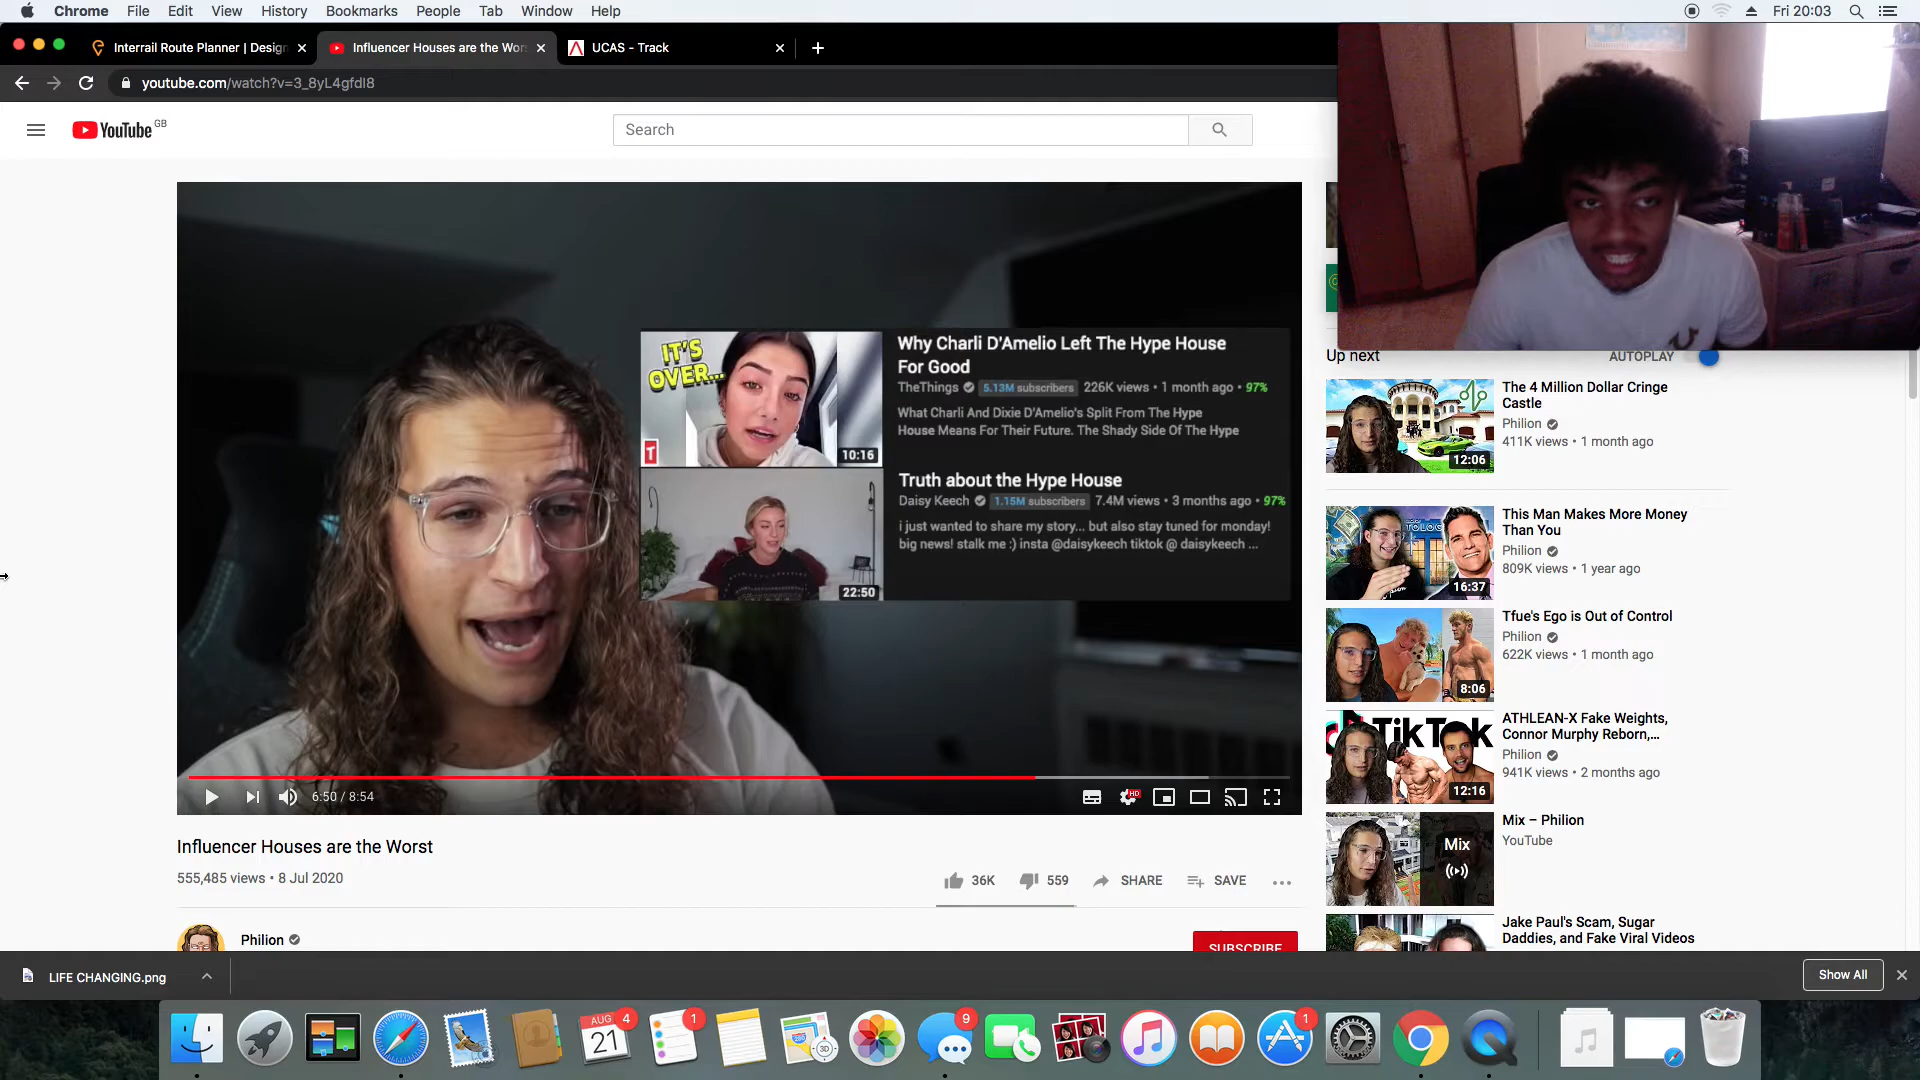 Chrome File Edit View History Bookmarks People Tab Window Help Fri 20:03
Interrail Route Planner | Design
Influencer Houses are the Wor
UCAS - Track
youtube.com/watch?v=3_8yL4gfdI8
YouTube GB
Search
IT'S OVER...
10:16
Why Charli D'Amelio Left The Hype House
For Good
TheThings 5.13M subscribers 226K views • 1 month ago • 97%
What Charli And Dixie D'Amelio's Split From The Hype
House Means For Their Future. The Shady Side Of The Hype
22:50
Truth about the Hype House
Daisy Keech 1.15M subscribers 7.4M views • 3 months ago • 97%
i just wanted to share my story... but also stay tuned for monday!
big news! stalk me :) insta @daisykeech tiktok @ daisykeech ...
6:50 / 8:54
HD
Influencer Houses are the Worst
555,485 views • 8 Jul 2020
36K 559 SHARE SAVE
Philion
SUBSCRIBE
Up next AUTOPLAY
12:06
The 4 Million Dollar Cringe
Castle
Philion
411K views • 1 month ago
16:37
This Man Makes More Money
Than You
Philion
809K views • 1 year ago
8:06
Tfue's Ego is Out of Control
Philion
622K views • 1 month ago
TikTok
12:16
ATHLEAN-X Fake Weights,
Connor Murphy Reborn,...
Philion
941K views • 2 months ago
Mix
Mix – Philion
YouTube
Jake Paul's Scam, Sugar
Daddies, and Fake Viral Videos
LIFE CHANGING.png
Show All
AUG
21
4
1
3D
9
1